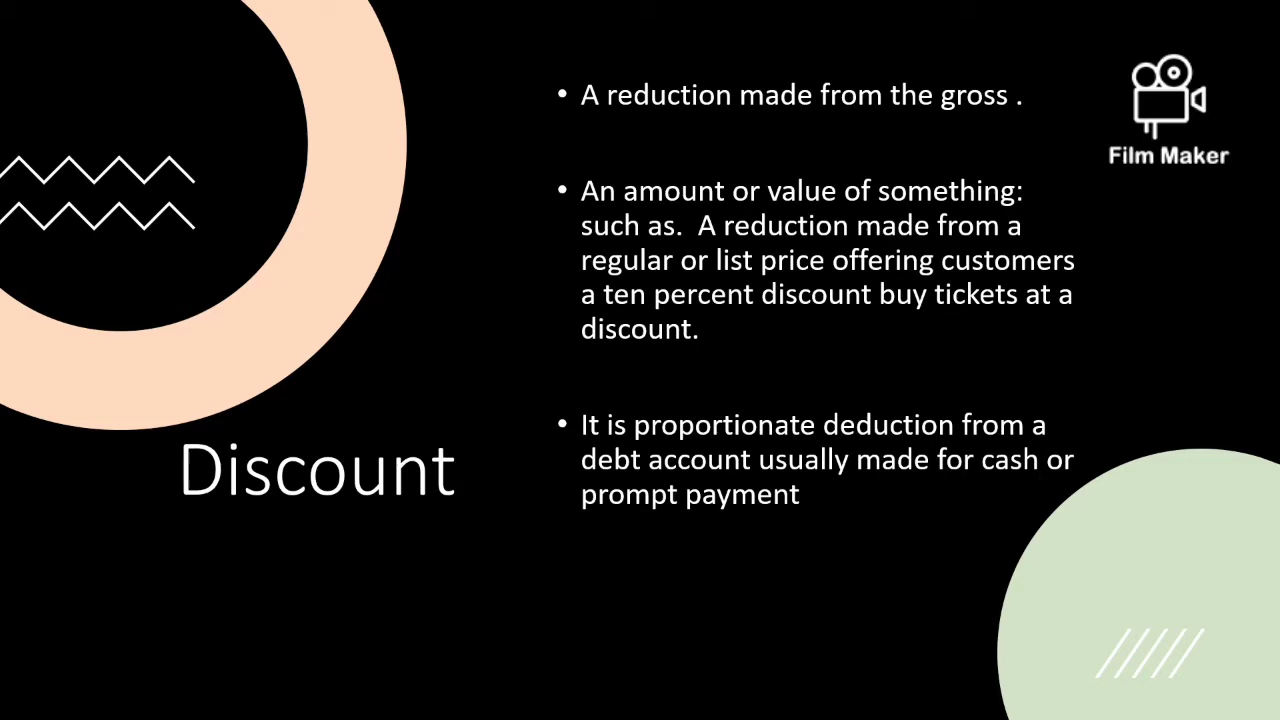 • A reduction made from the gross .
• An amount or value of something:
such as.  A reduction made from a
regular or list price offering customers
a ten percent discount buy tickets at a
discount.
• It is proportionate deduction from a
debt account usually made for cash or
prompt payment
Discount
Film Maker